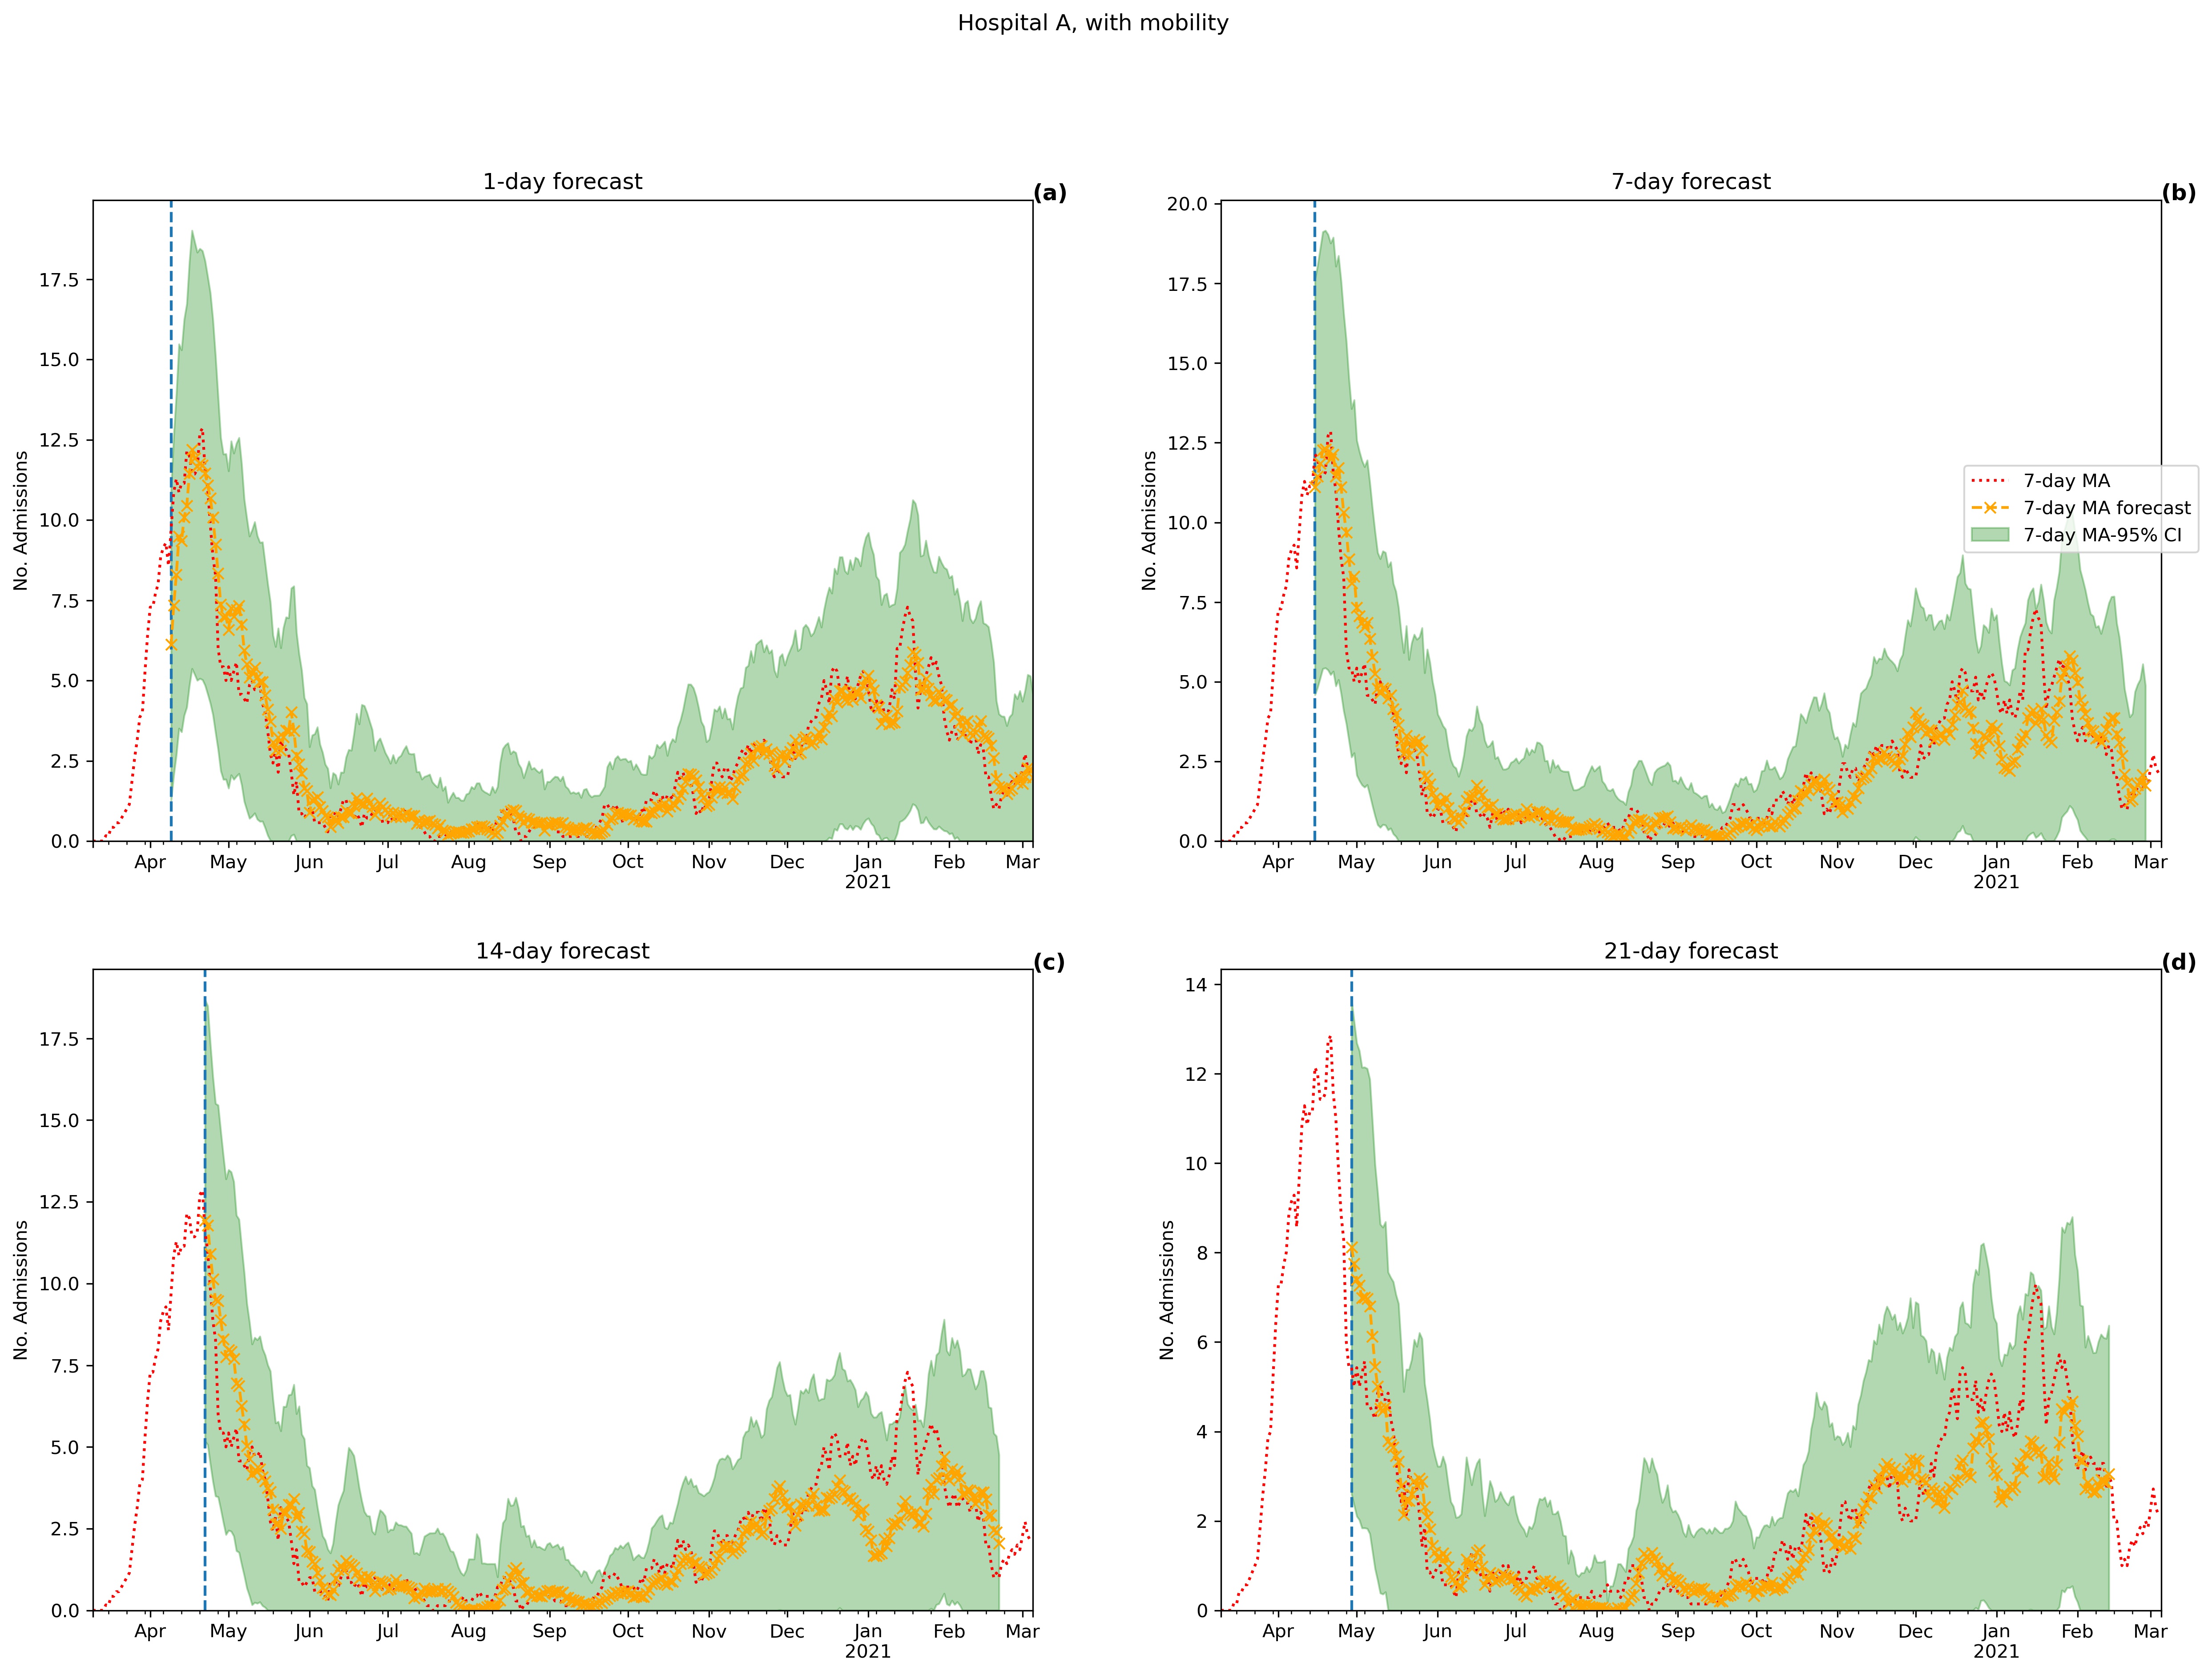 Hospital A, with mobility
1-day forecast
(a)
No. Admissions
17.5
15.0
12.5
10.0
7.5
5.0
2.5
0.0
Apr May Jun Jul Aug Sep Oct Nov Dec Jan Feb Mar
2021
7-day forecast
(b)
No. Admissions
20.0
17.5
15.0
12.5
10.0
7.5
5.0
2.5
0.0
7-day MA
7-day MA forecast
7-day MA-95% CI
Apr May Jun Jul Aug Sep Oct Nov Dec Jan Feb Mar
2021
14-day forecast
(c)
No. Admissions
17.5
15.0
12.5
10.0
7.5
5.0
2.5
0.0
Apr May Jun Jul Aug Sep Oct Nov Dec Jan Feb Mar
2021
21-day forecast
(d)
No. Admissions
14
12
10
8
6
4
2
0
Apr May Jun Jul Aug Sep Oct Nov Dec Jan Feb Mar
2021